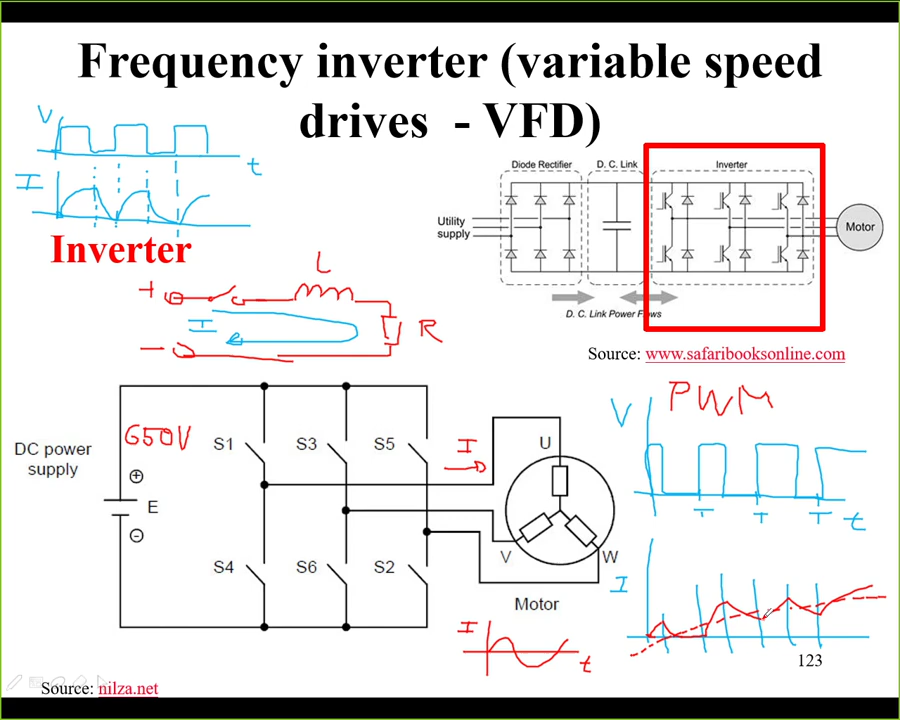 Frequency inverter (variable speed
drives - VFD)
V
t
I
Inverter
Diode Rectifier
D. C. Link
Inverter
Utility
supply
Motor
D. C. Link Power Flows
Source: www.safaribooksonline.com
+
L
I
R
−
PWM
V
T T T t
DC power
supply
650V
+
E
−
S1 S3 S5
S4 S6 S2
I
U
V
W
Motor
I
t
I
123
Source: nilza.net